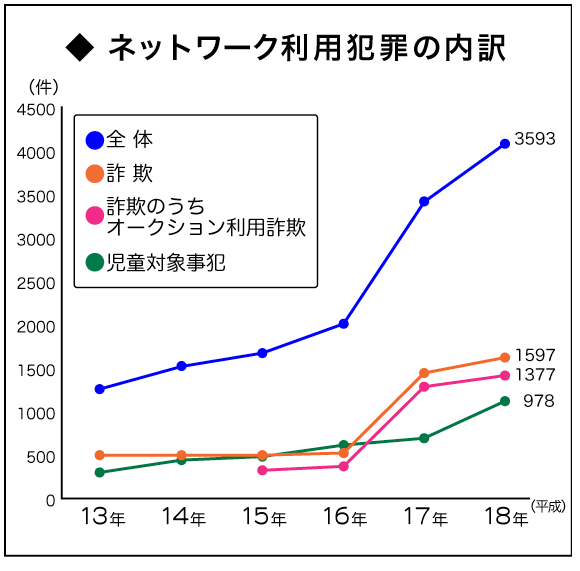 ◆ ネットワーク利用犯罪の内訳
(件)
4500
4000
3500
3000
2500
2000
1500
1000
500
0
全 体
詐 欺
詐欺のうち
オークション利用詐欺
児童対象事犯
3593
1597
1377
978
13年 14年 15年 16年 17年 18年 (平成)